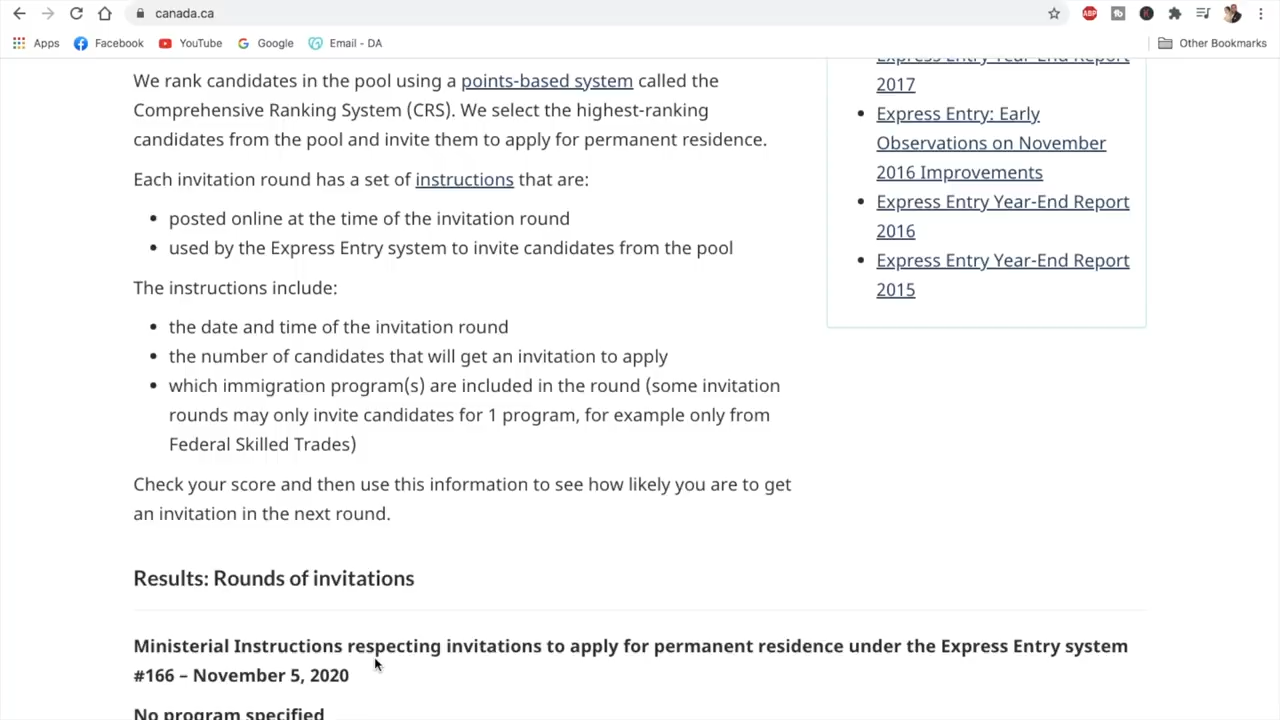 canada.ca
ABP
Apps
Facebook
YouTube
Google
Email - DA
Other Bookmarks
We rank candidates in the pool using a points-based system called the
Comprehensive Ranking System (CRS). We select the highest-ranking
candidates from the pool and invite them to apply for permanent residence.
Each invitation round has a set of instructions that are:
posted online at the time of the invitation round
used by the Express Entry system to invite candidates from the pool
The instructions include:
the date and time of the invitation round
the number of candidates that will get an invitation to apply
which immigration program(s) are included in the round (some invitation
rounds may only invite candidates for 1 program, for example only from
Federal Skilled Trades)
Check your score and then use this information to see how likely you are to get
an invitation in the next round.
Express Entry Year-End Report
2017
Express Entry: Early
Observations on November
2016 Improvements
Express Entry Year-End Report
2016
Express Entry Year-End Report
2015
Results: Rounds of invitations
Ministerial Instructions respecting invitations to apply for permanent residence under the Express Entry system
#166 – November 5, 2020
No program specified